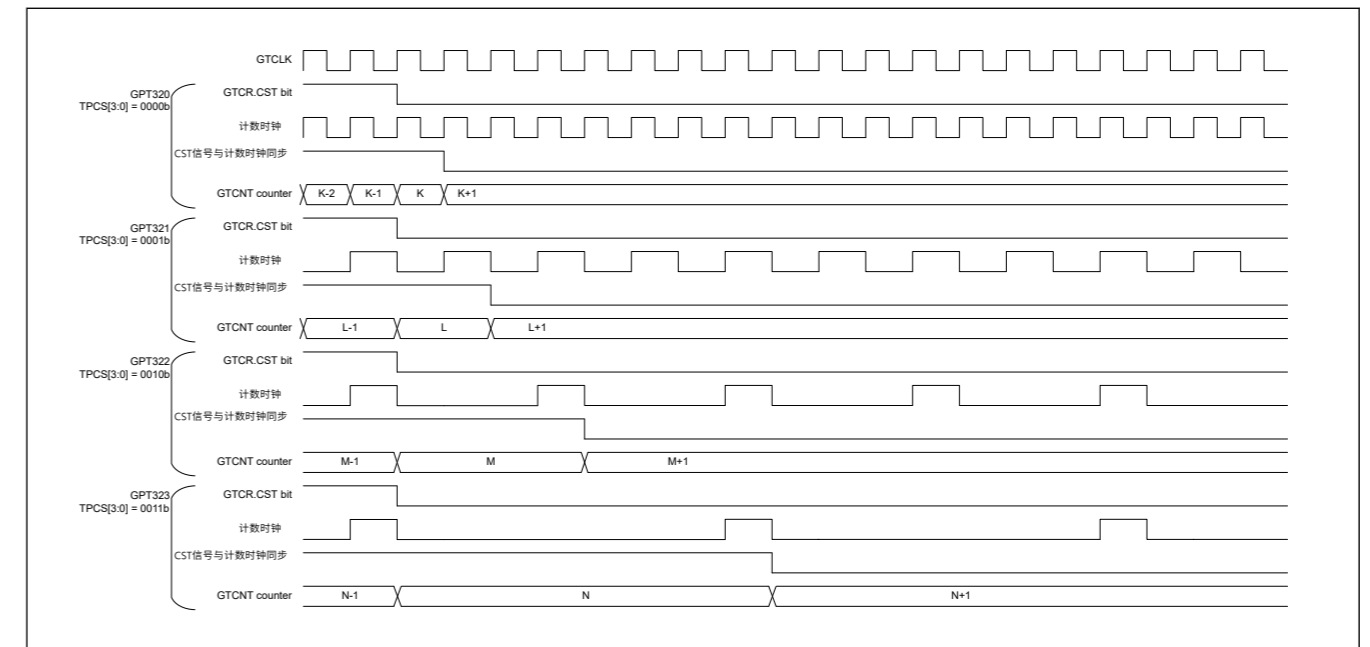 GTCLK
GPT320
TPCS[3:0] = 0000b
GTCR.CST bit
计数时钟
CST信号与计数时钟同步
GTCNT counter K-2 K-1 K K+1
GPT321
TPCS[3:0] = 0001b
GTCR.CST bit
计数时钟
CST信号与计数时钟同步
GTCNT counter L-1 L L+1
GPT322
TPCS[3:0] = 0010b
GTCR.CST bit
计数时钟
CST信号与计数时钟同步
GTCNT counter M-1 M M+1
GPT323
TPCS[3:0] = 0011b
GTCR.CST bit
计数时钟
CST信号与计数时钟同步
GTCNT counter N-1 N N+1